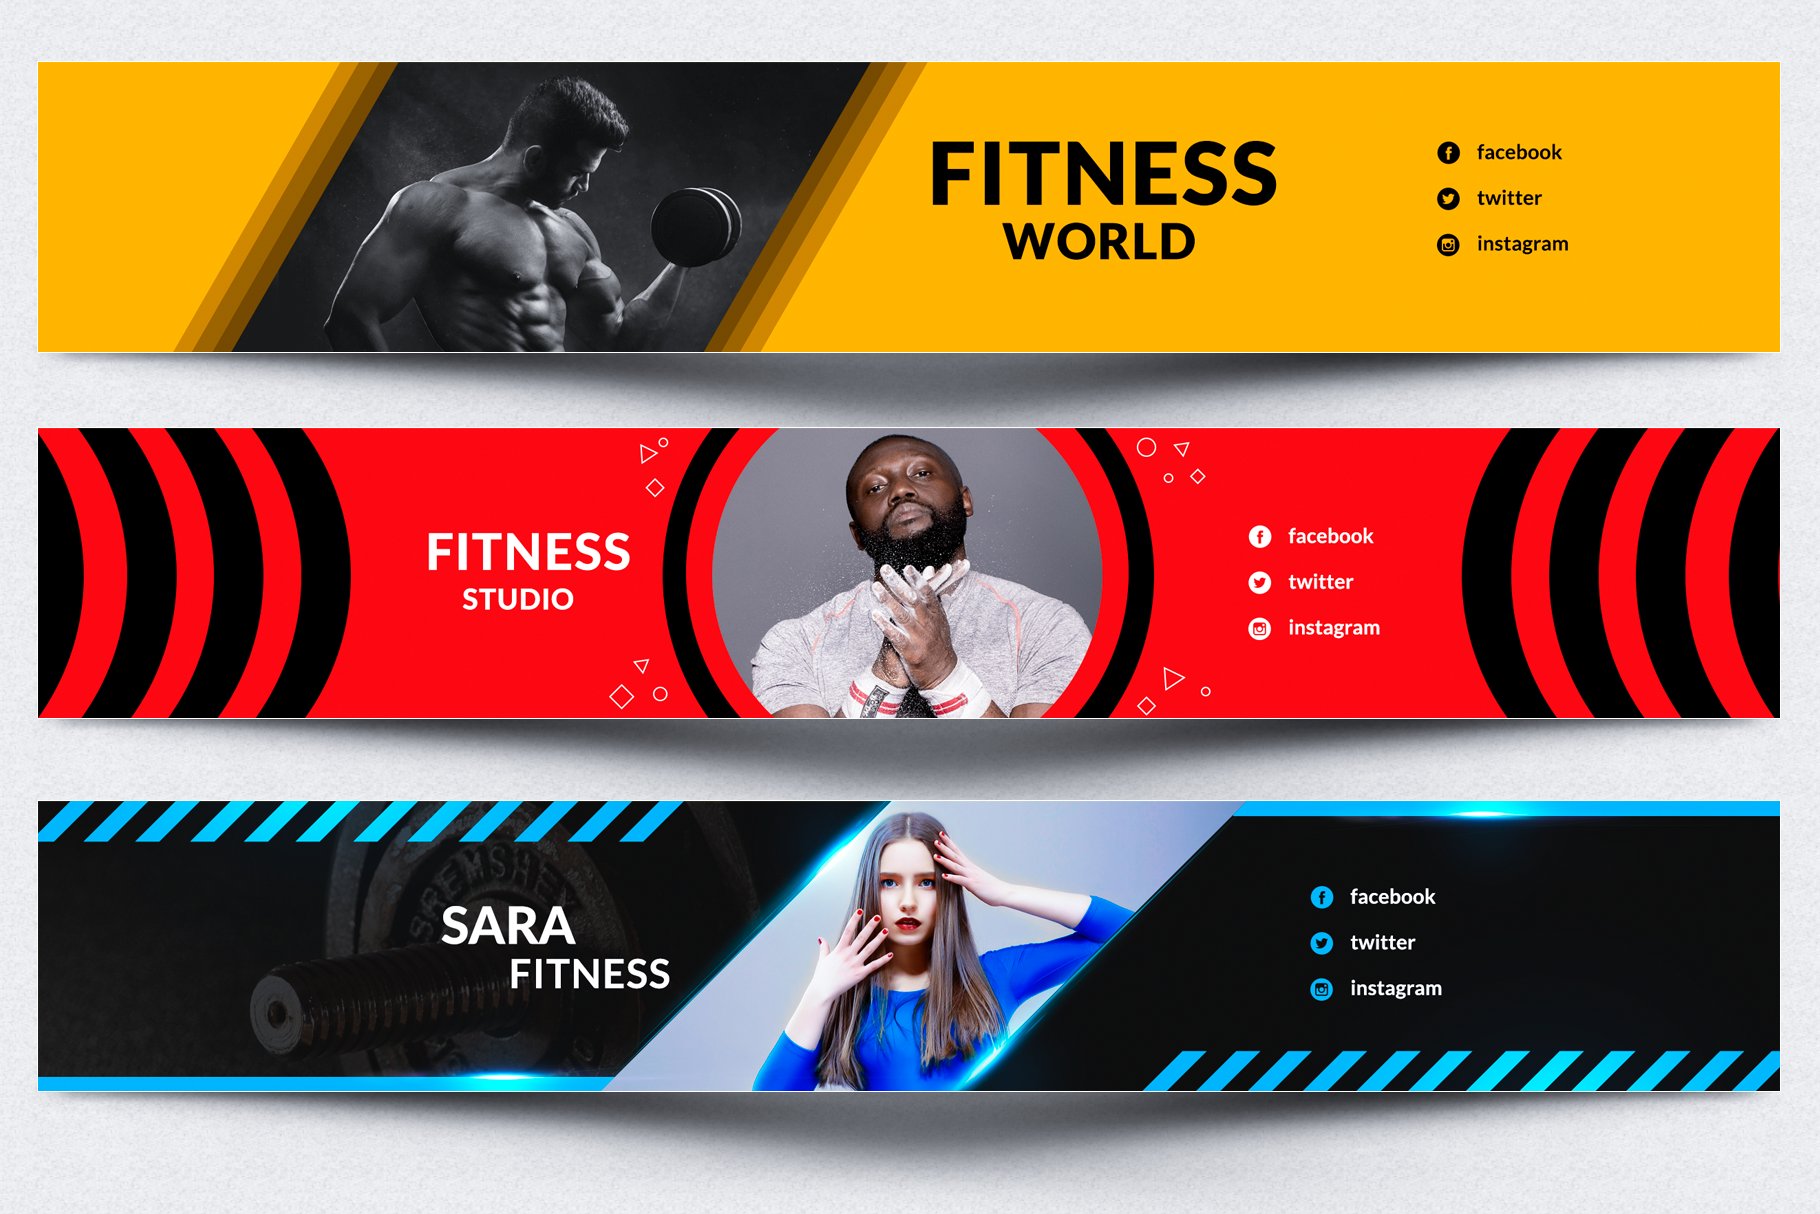 FITNESS
WORLD
facebook
twitter
instagram
FITNESS
STUDIO
facebook
twitter
instagram
SARA
FITNESS
facebook
twitter
instagram